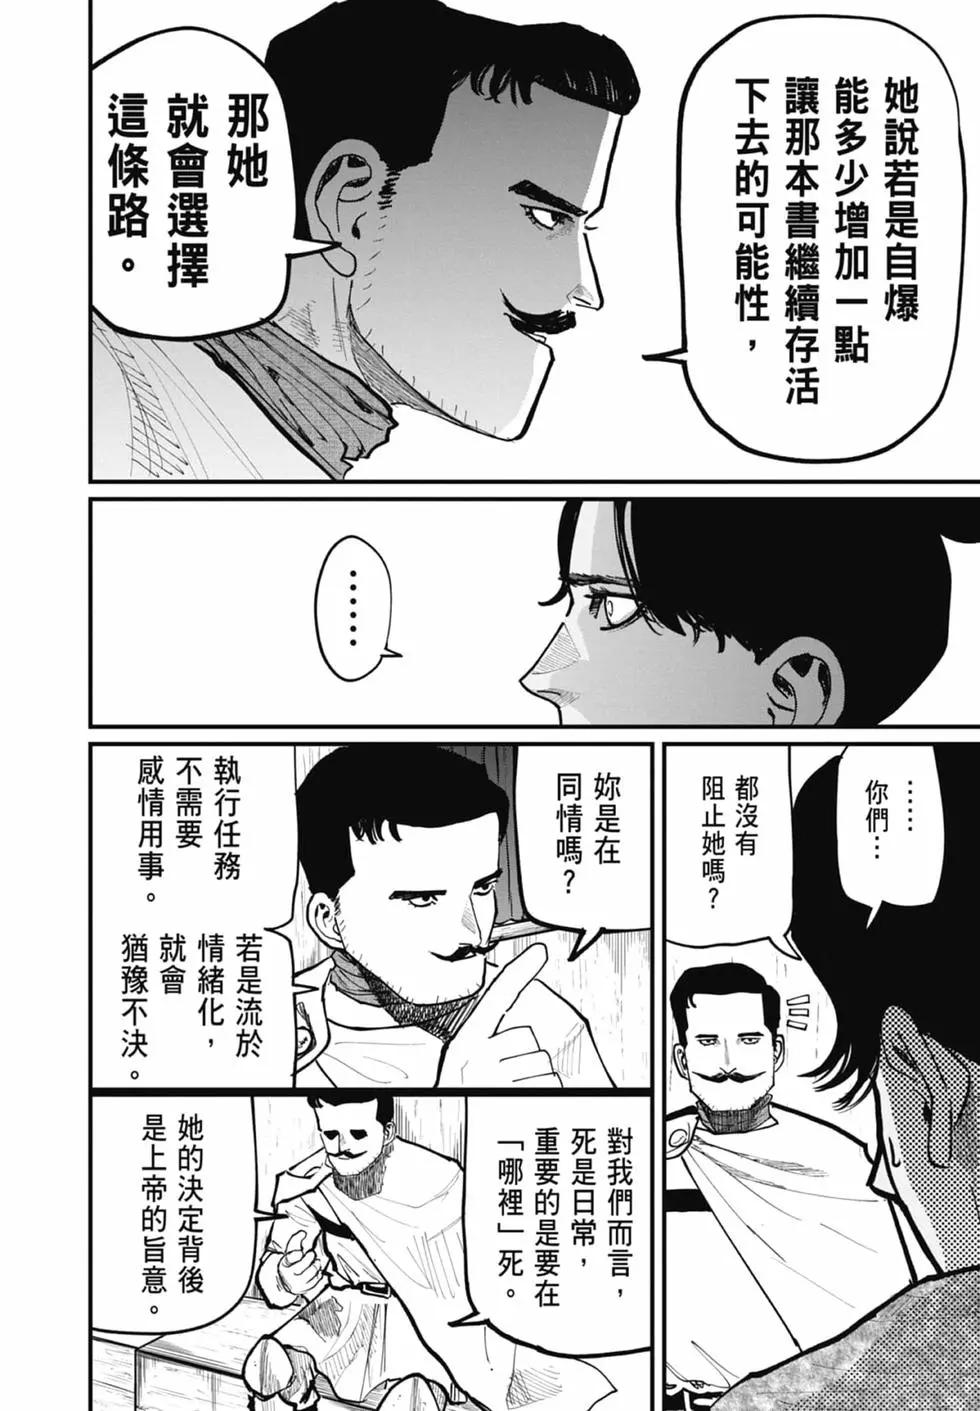 她說若是自爆
能多少增加一點
讓那本書繼續存活
下去的可能性，
那她
就會選擇
這條路。
……
……
你們…
都沒有
阻止她嗎？
妳是在
同情嗎？
執行任務
不需要
感情用事。
若是流於
情緒化，
就會
猶豫不決。
對我們而言，
死是日常，
重要的是要在
「哪裡」死。
她的決定背後
是上帝的旨意。